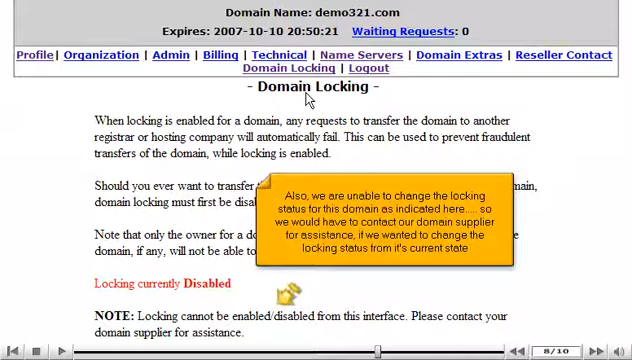 Domain Name: demo321.com
Expires: 2007-10-10 20:50:21 Waiting Requests: 0
Profile| Organization | Admin | Billing | Technical | Name Servers | Domain Extras | Reseller Contact
Domain Locking | Logout
- Domain Locking -
When locking is enabled for a domain, any requests to transfer the domain to another
registrar or hosting company will automatically fail. This can be used to prevent fraudulent
transfers of the domain, while locking is enabled.
Should you ever want to transfer
domain locking must first be disa
Note that only the owner for a do
domain, if any, will not be able to
main,
e
Also, we are unable to change the locking
status for this domain as indicated here..... so
we would have to contact our domain supplier
for assistance, if we wanted to change the
locking status from it's current state
Locking currently Disabled
NOTE: Locking cannot be enabled/disabled from this interface. Please contact your
domain supplier for assistance.
8/10